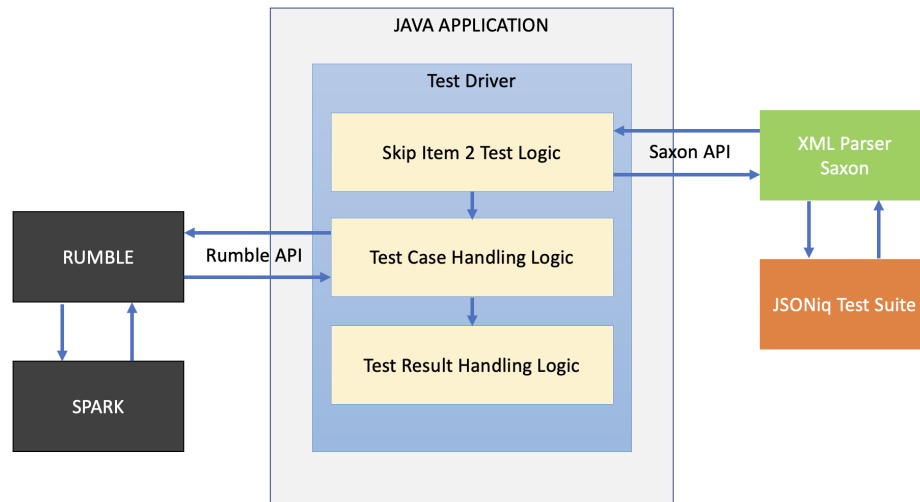 JAVA APPLICATION
Test Driver
Skip Item 2 Test Logic
Saxon API
XML Parser
Saxon
RUMBLE
Rumble API
Test Case Handling Logic
JSONiq Test Suite
Test Result Handling Logic
SPARK